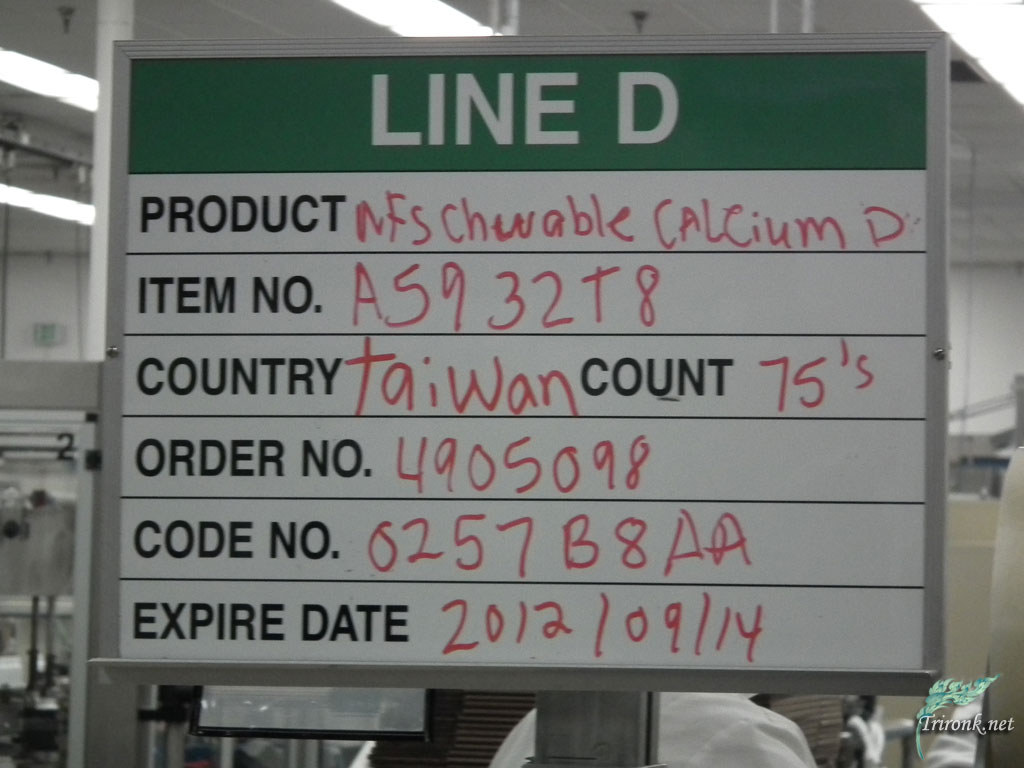 LINE D
PRODUCT NFS Chewable CALCium D
ITEM NO. A5932T8
COUNTRY taiwan COUNT 75's
ORDER NO. 4905098
CODE NO. 0257B8AA
EXPIRE DATE 2012/09/14
2
Trironk.net